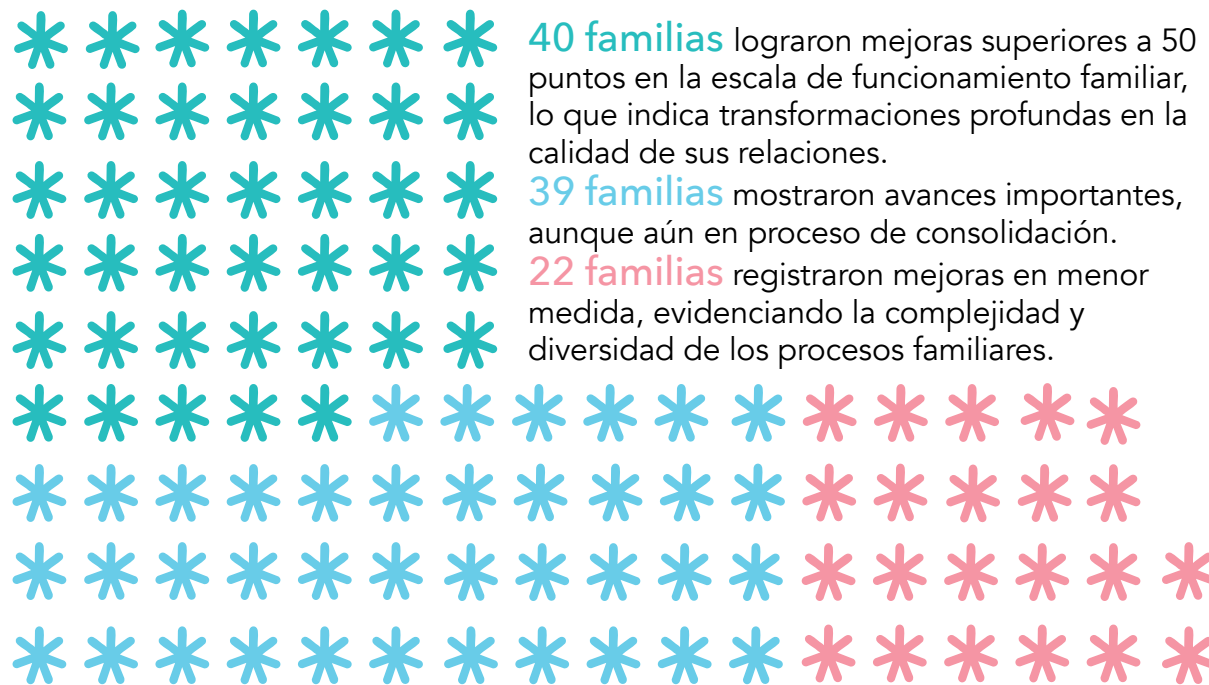 40 familias lograron mejoras superiores a 50
puntos en la escala de funcionamiento familiar,
lo que indica transformaciones profundas en la
calidad de sus relaciones.
39 familias mostraron avances importantes,
aunque aún en proceso de consolidación.
22 familias registraron mejoras en menor
medida, evidenciando la complejidad y
diversidad de los procesos familiares.